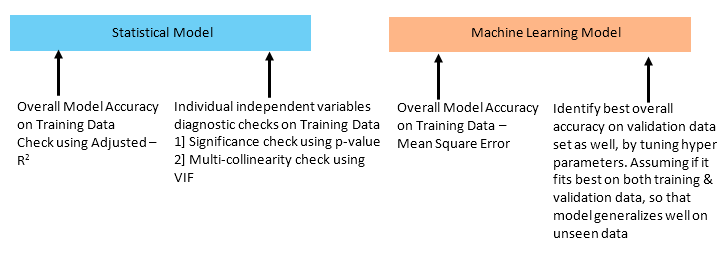 Statistical Model
Machine Learning Model
Overall Model Accuracy
on Training Data
Check using Adjusted –
R²
Individual independent variables
diagnostic checks on Training Data
1] Significance check using p-value
2] Multi-collinearity check using
VIF
Overall Model Accuracy
on Training Data –
Mean Square Error
Identify best overall
accuracy on validation data
set as well, by tuning hyper
parameters. Assuming if it
fits best on both training &
validation data, so that
model generalizes well on
unseen data